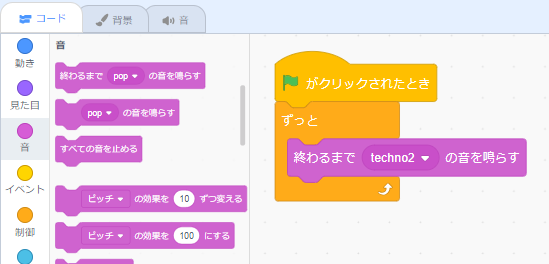 コード
背景
音
動き
見た目
音
イベント
制御
音
終わるまで pop の音を鳴らす
pop の音を鳴らす
すべての音を止める
ピッチ の効果を 10 ずつ変える
ピッチ の効果を 100 にする
がクリックされたとき
ずっと
終わるまで techno2 の音を鳴らす